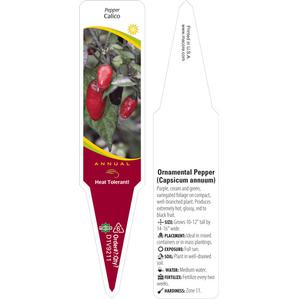 Pepper
Calico
ANNUAL
Heat Tolerant!
Printed in U.S.A.
Ornamental Pepper
(Capsicum annuum)
Purple, cream and green,
variegated foliage on compact,
well-branched plant. Produces
extremely hot, glossy, red to
black fruit.
SIZE: Grows 10-12" tall by
14-16" wide.
PLACEMENT: Ideal in mixed
containers or in mass plantings.
EXPOSURE: Full sun.
SOIL: Plant in well-drained
soil.
WATER: Medium water.
FERTILIZE: Fertilize every two
weeks.
HARDINESS: Zone 11.